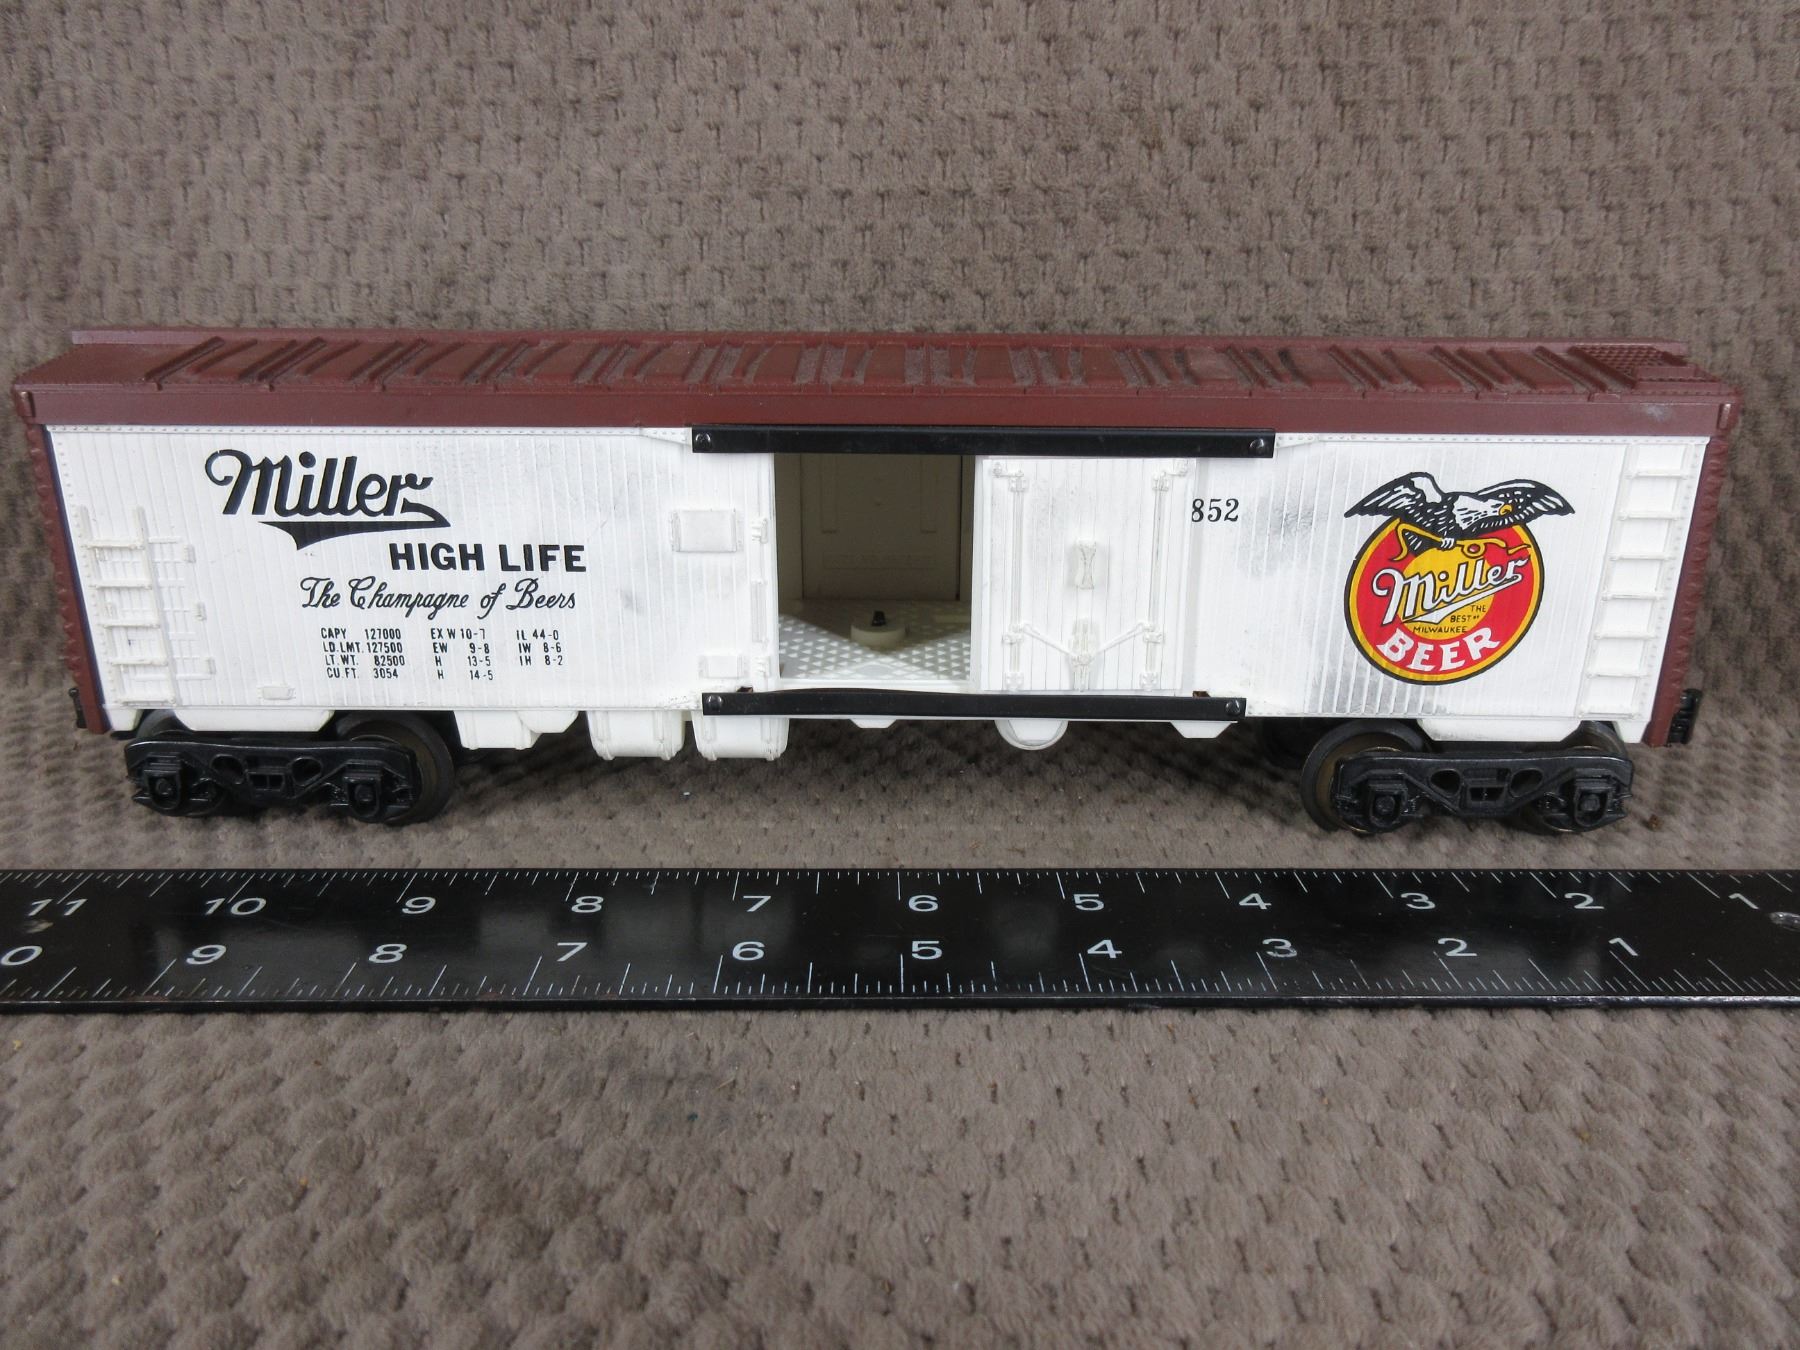 Miller
HIGH LIFE
The Champagne of Beers
CAPY 127000 EX W 10-7 IL 44-0
LD.LMT. 127500 EW 9-8 IW 8-6
LT. WT. 82500 H 13-5 IH 8-2
CU.FT. 3054 H 14-5
852
Miller
THE
BEST OF
MILWAUKEE
BEER
11 10 9 8 7 6 5 4 3 2 1
0 9 8 7 6 5 4 3 2 1